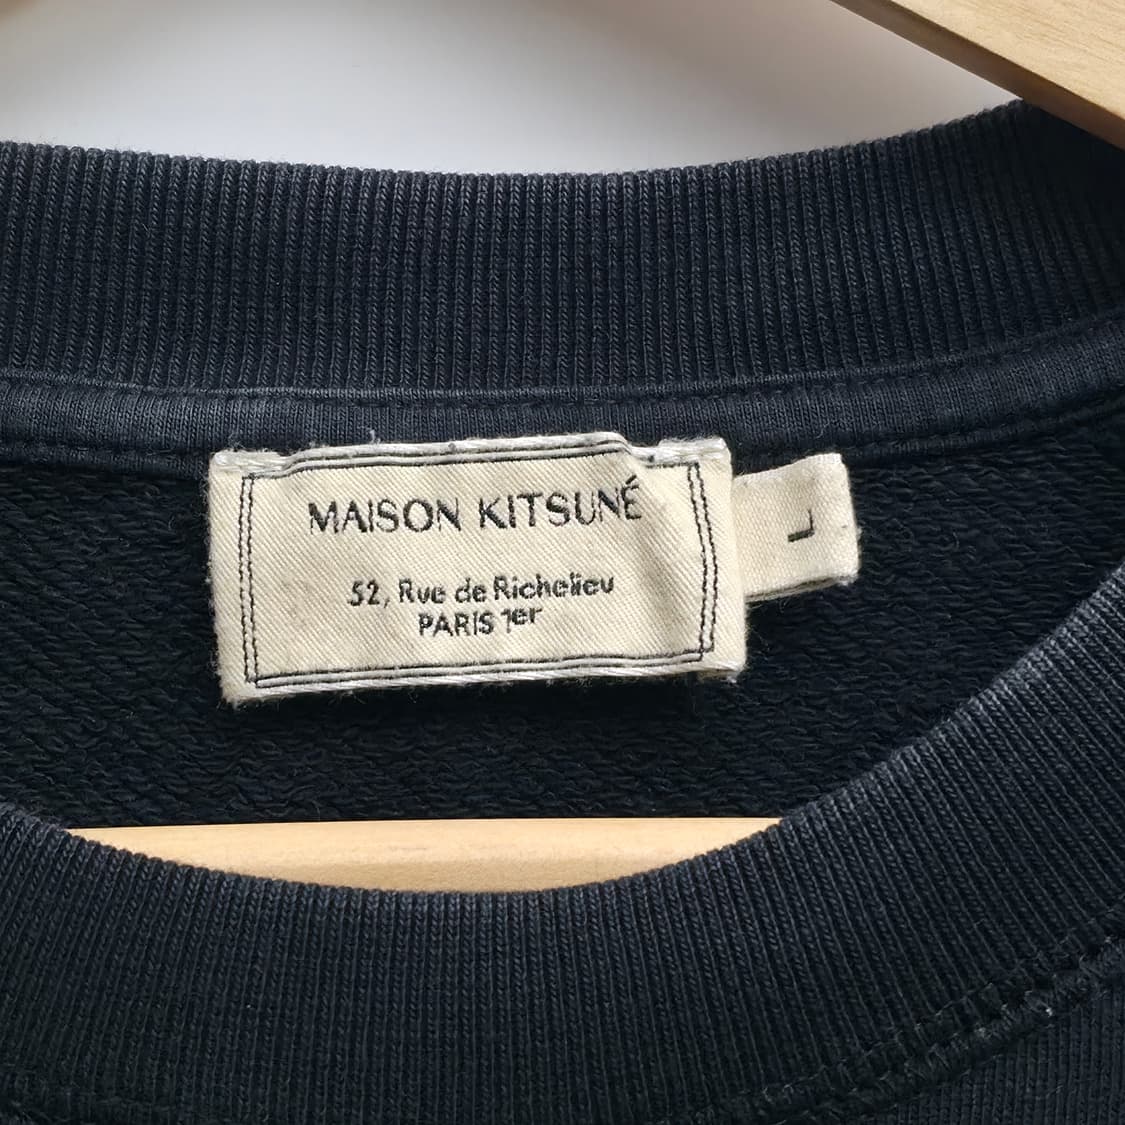 MAISON KITSUNÉ
52, Rue de Richelieu
PARIS 1er
L